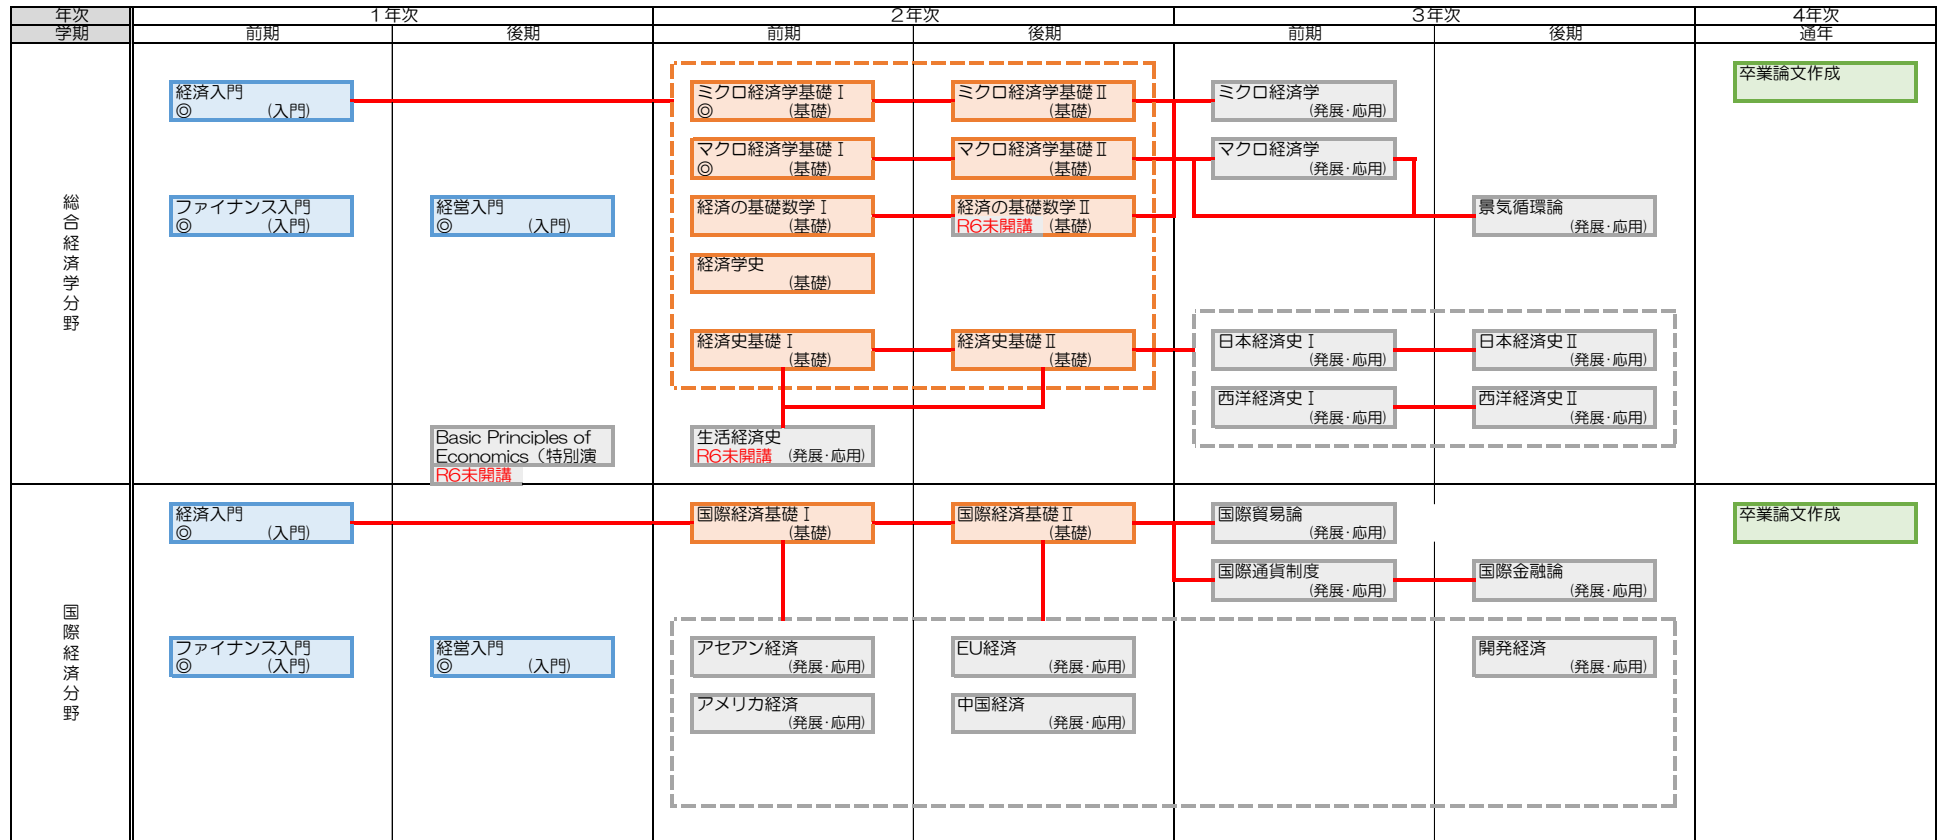 年次 １年次 ２年次 ３年次 4年次
学期 前期 後期 前期 後期 前期 後期 通年
総合経済学分野
経済入門
◎ (入門)
ミクロ経済学基礎Ⅰ
◎ (基礎)
ミクロ経済学基礎Ⅱ
(基礎)
ミクロ経済学
(発展・応用)
卒業論文作成
マクロ経済学基礎Ⅰ
◎ (基礎)
マクロ経済学基礎Ⅱ
(基礎)
マクロ経済学
(発展・応用)
ファイナンス入門
◎ (入門)
経営入門
◎ (入門)
経済の基礎数学Ⅰ
(基礎)
経済の基礎数学Ⅱ
R6未開講 (基礎)
景気循環論
(発展・応用)
経済学史
(基礎)
経済史基礎Ⅰ
(基礎)
経済史基礎Ⅱ
(基礎)
日本経済史Ⅰ
(発展・応用)
日本経済史Ⅱ
(発展・応用)
西洋経済史Ⅰ
(発展・応用)
西洋経済史Ⅱ
(発展・応用)
Basic Principles of
Economics（特別演
R6未開講
生活経済史
R6未開講 (発展・応用)
国際経済分野
経済入門
◎ (入門)
国際経済基礎Ⅰ
(基礎)
国際経済基礎Ⅱ
(基礎)
国際貿易論
(発展・応用)
卒業論文作成
国際通貨制度
(発展・応用)
国際金融論
(発展・応用)
ファイナンス入門
◎ (入門)
経営入門
◎ (入門)
アセアン経済
(発展・応用)
EU経済
(発展・応用)
開発経済
(発展・応用)
アメリカ経済
(発展・応用)
中国経済
(発展・応用)